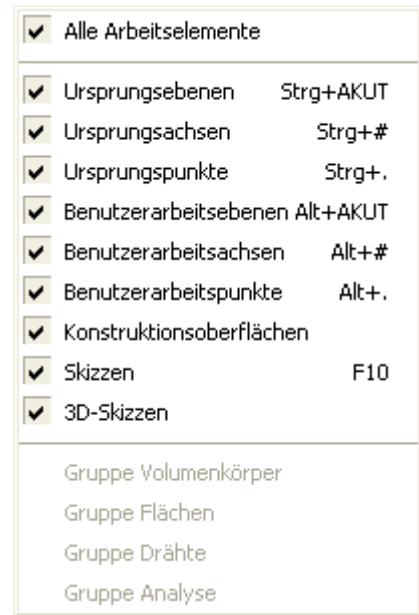 Alle Arbeitselemente
Ursprungsebenen Strg+AKUT
Ursprungsachsen Strg+#
Ursprungspunkte Strg+.
Benutzerarbeitsebenen Alt+AKUT
Benutzerarbeitsachsen Alt+#
Benutzerarbeitspunkte Alt+.
Konstruktionsoberflächen
Skizzen F10
3D-Skizzen
Gruppe Volumenkörper
Gruppe Flächen
Gruppe Drähte
Gruppe Analyse